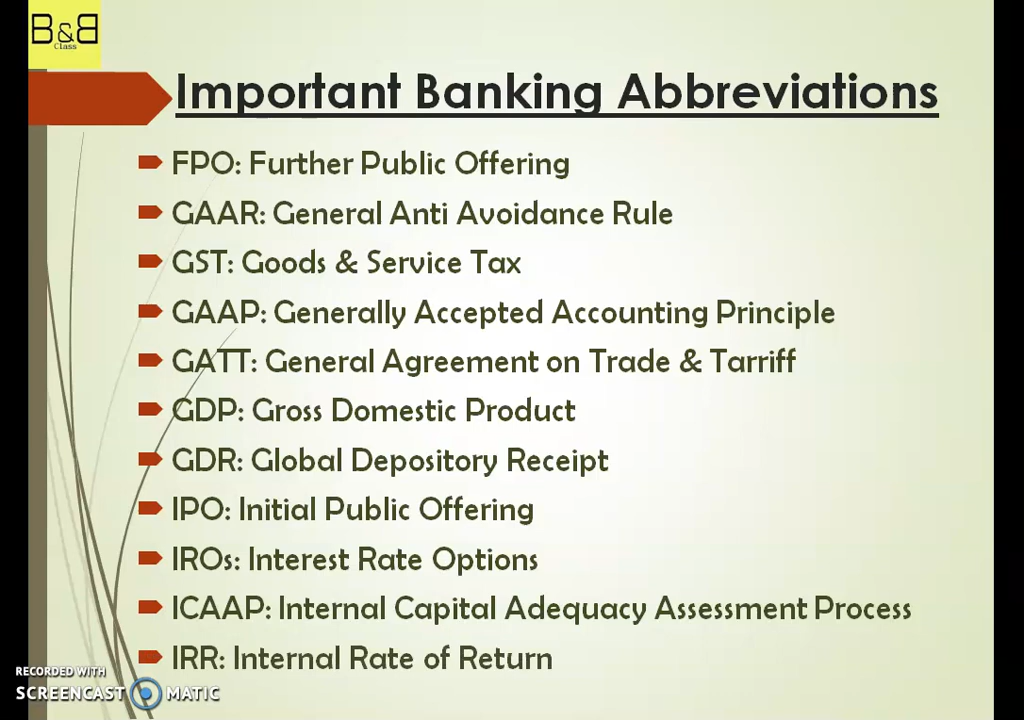 B&B
Class
Important Banking Abbreviations
FPO: Further Public Offering
GAAR: General Anti Avoidance Rule
GST: Goods & Service Tax
GAAP: Generally Accepted Accounting Principle
GATT: General Agreement on Trade & Tarriff
GDP: Gross Domestic Product
GDR: Global Depository Receipt
IPO: Initial Public Offering
IROs: Interest Rate Options
ICAAP: Internal Capital Adequacy Assessment Process
IRR: Internal Rate of Return
RECORDED WITH
SCREENCAST MATIC